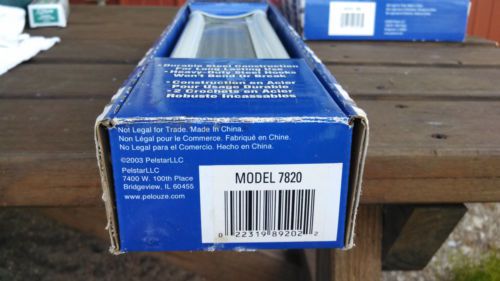 • Durable Steel Construction
For Long Lasting Use
• Heavy-Duty Steel Hooks
Won't Bend Or Break
• Construction en Acier
Pour Usage Durable
• 2 Crochets en Acier
Robuste Incassables
Not Legal for Trade. Made in China.
Non Légal pour le Commerce. Fabriqué en Chine.
No Legal para el Comercio. Hecho en China.
©2003 PelstarLLC
PelstarLLC
7400 W. 100th Place
Bridgeview, IL 60455
www.pelouze.com
MODEL 7820
0 22319 89202 2